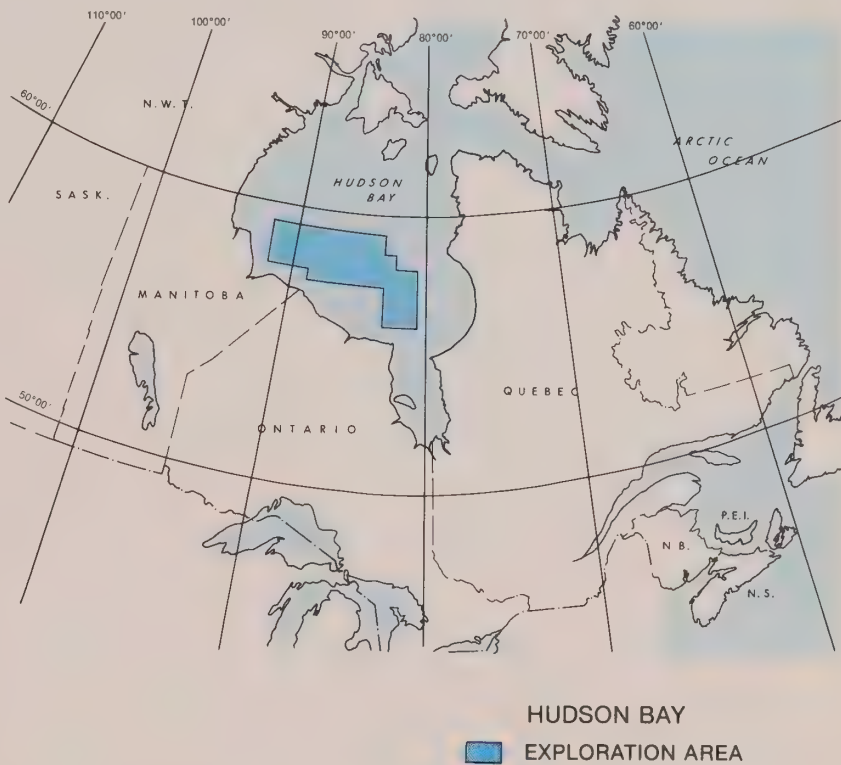 110°00'
100°00'
90°00'
80°00'
70°00'
60°00'
60°00'
N.W.T.
ARCTIC
OCEAN
SASK.
HUDSON
BAY
MANITOBA
50°00'
QUEBEC
ONTARIO
P.E.I.
N B.
N.S.
HUDSON BAY
EXPLORATION AREA